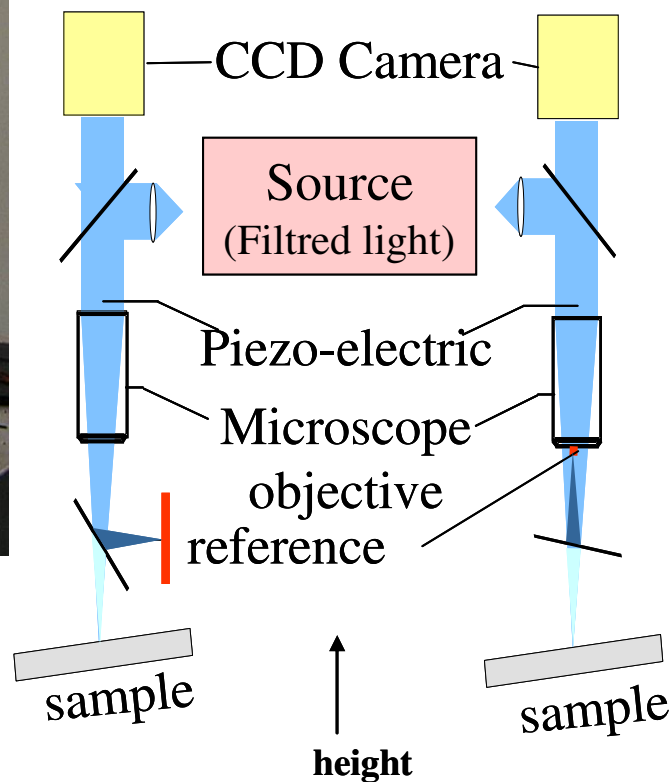 CCD Camera
Source
(Filtred light)
Piezo-electric
Microscope
objective
reference
sample
sample
height